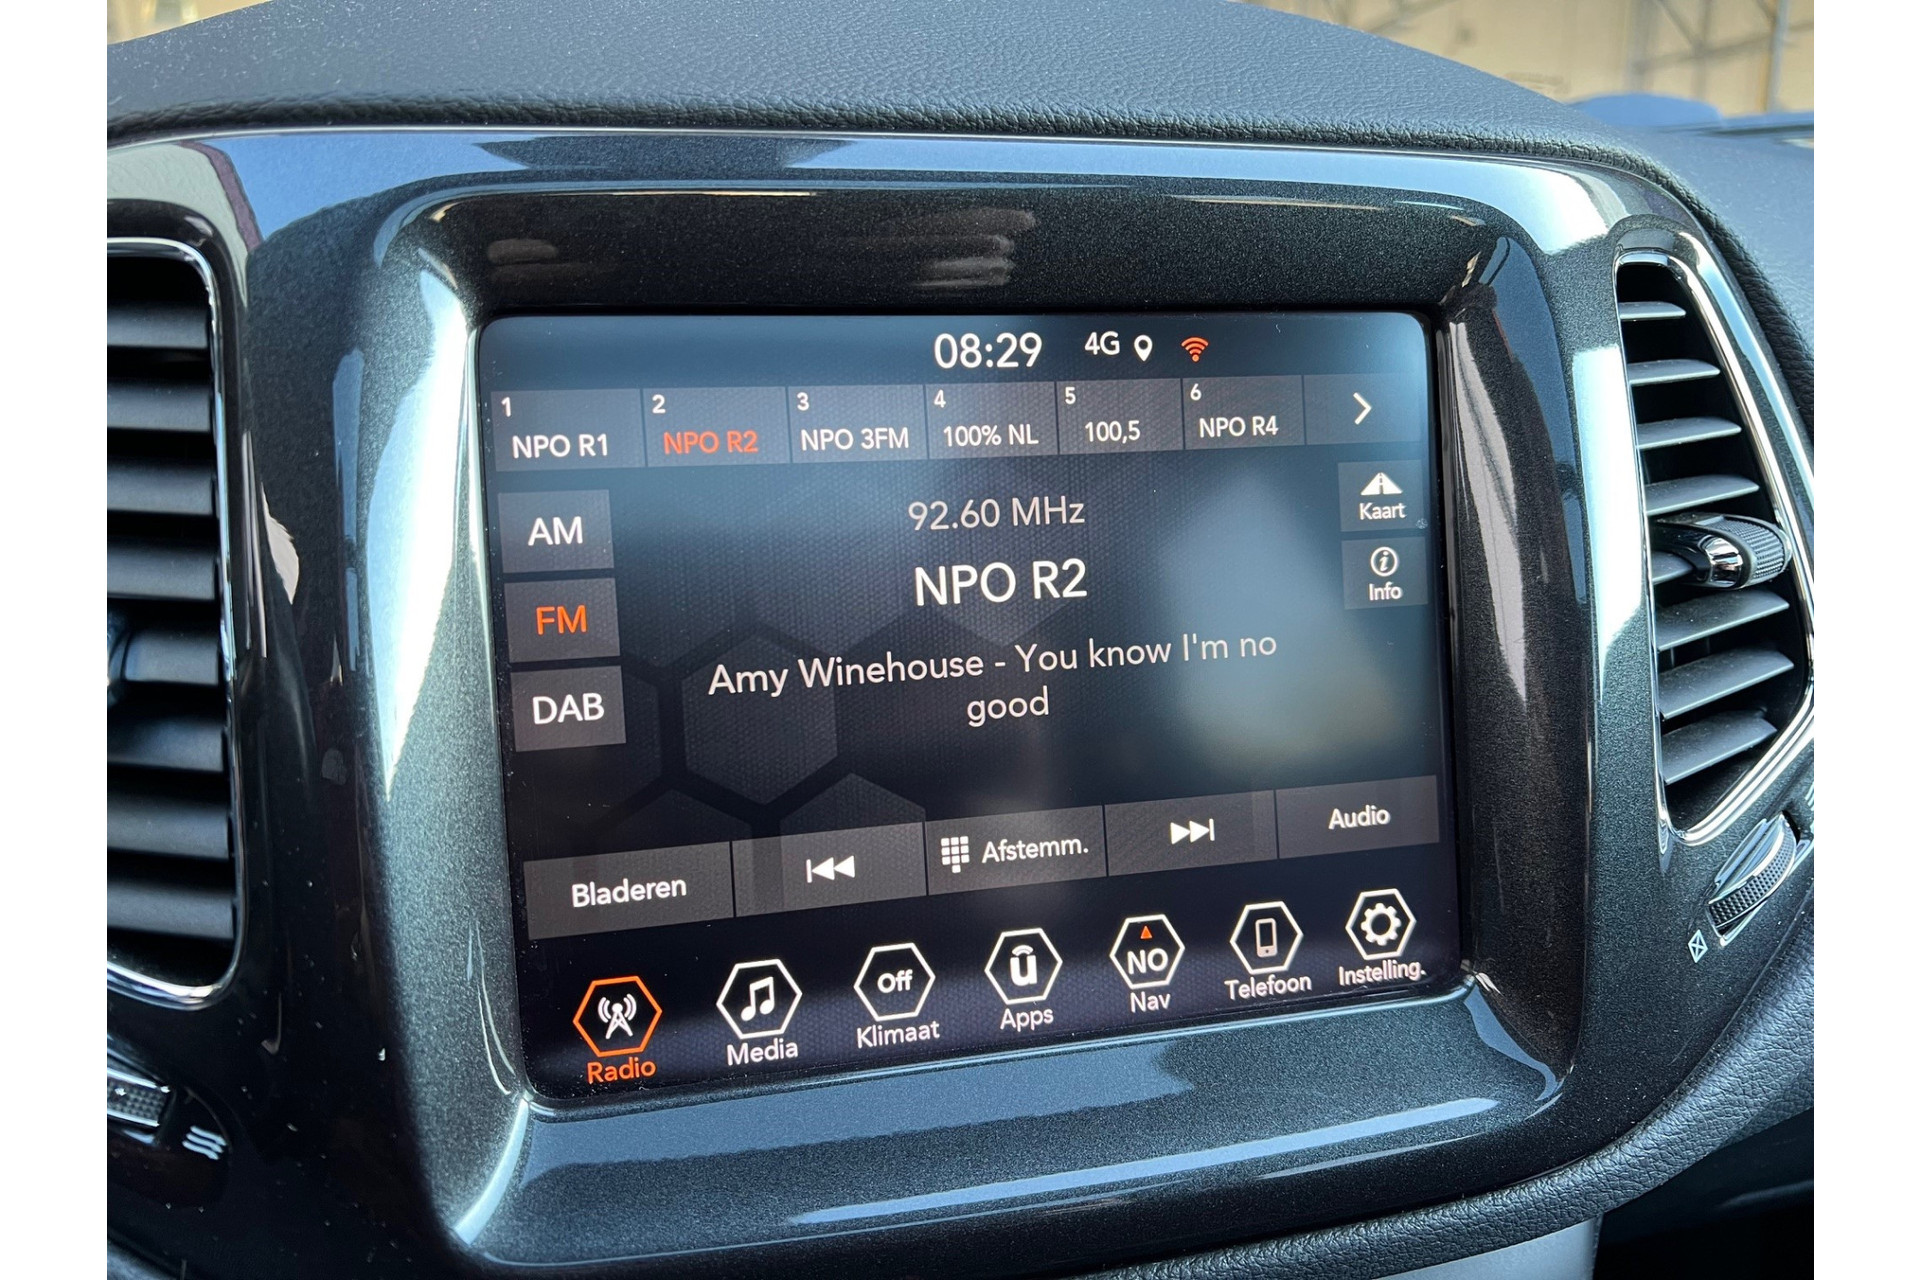 08:29 4G
1 2 3 4 5 6
NPO R1 NPO R2 NPO 3FM 100% NL 100,5 NPO R4
AM
FM
DAB
92.60 MHz
NPO R2
Amy Winehouse - You know I'm no
good
Kaart
Info
Bladeren Afstemm. Audio
Off
NO
Radio Media Klimaat Apps Nav Telefoon Instelling.